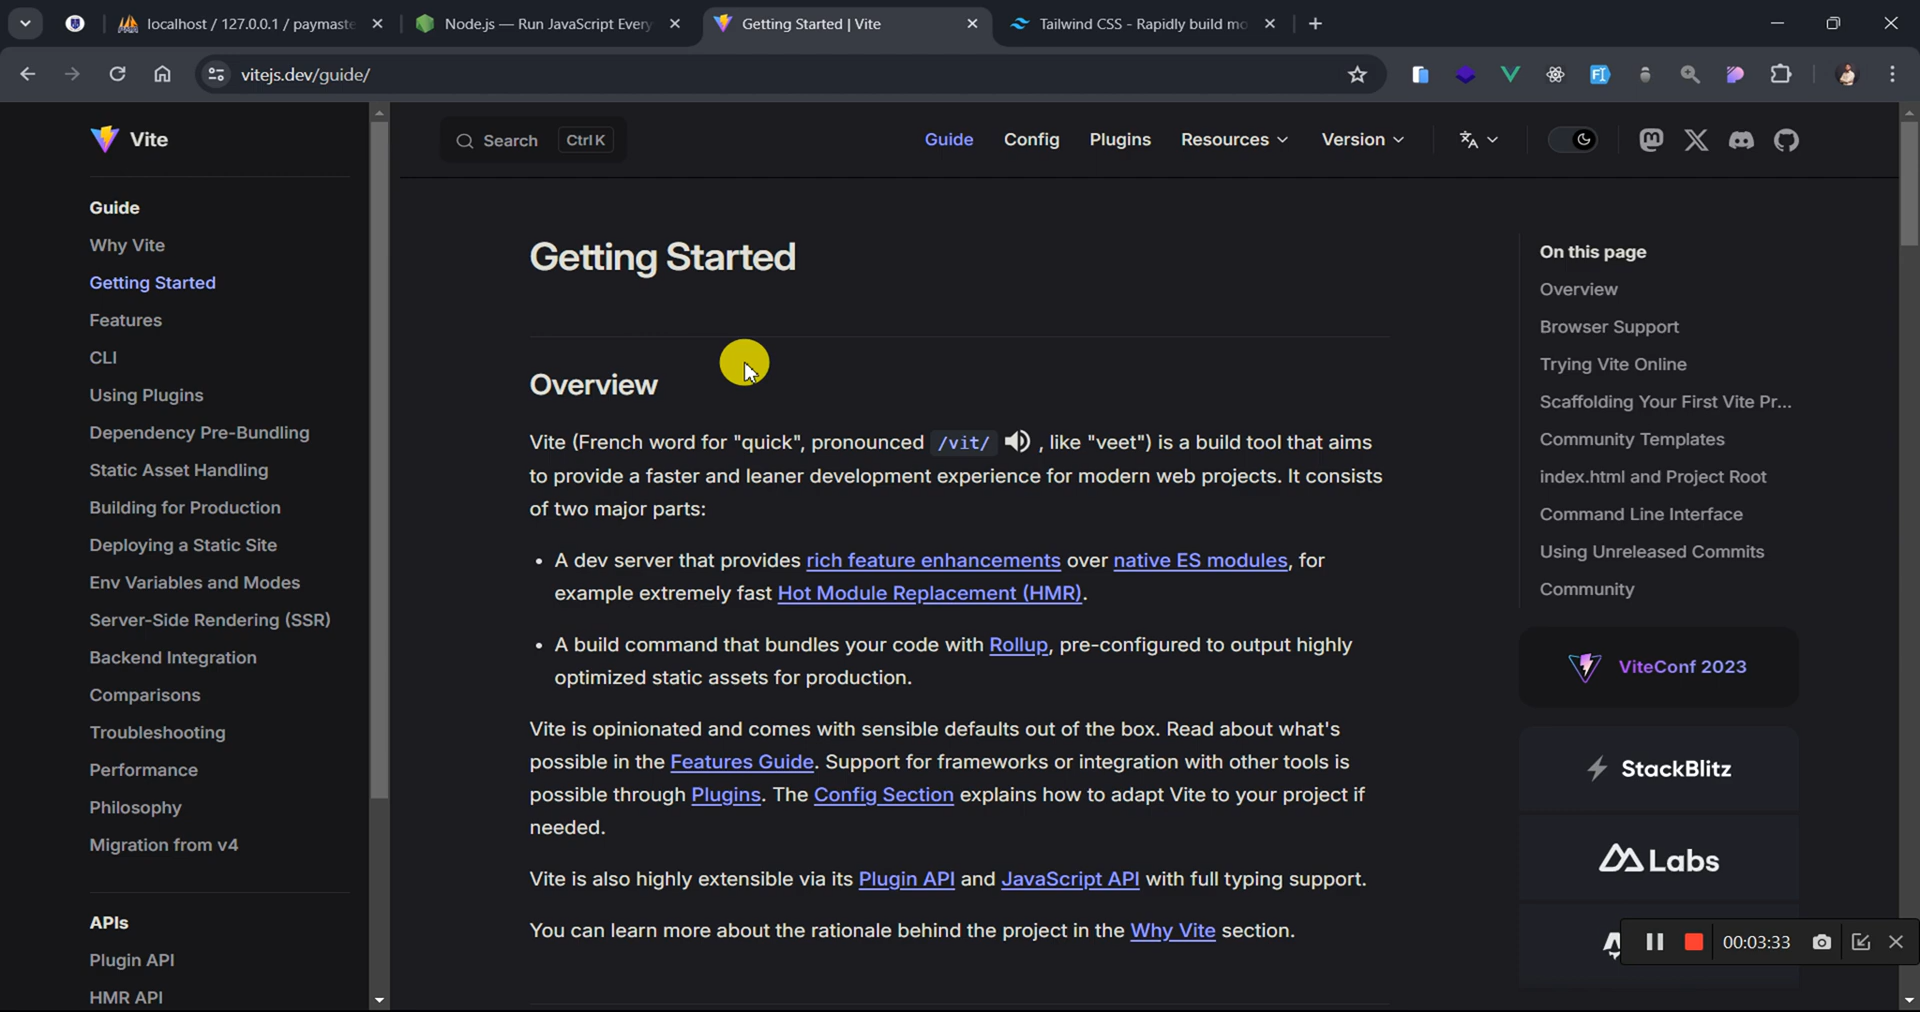 localhost / 127.0.0.1 / paymaste
Node.js — Run JavaScript Every
Getting Started | Vite
Tailwind CSS - Rapidly build mo
vitejs.dev/guide/
Vite
Search
Ctrl K
Guide
Config
Plugins
Resources
Version
Guide
Why Vite
Getting Started
Features
CLI
Using Plugins
Dependency Pre-Bundling
Static Asset Handling
Building for Production
Deploying a Static Site
Env Variables and Modes
Server-Side Rendering (SSR)
Backend Integration
Comparisons
Troubleshooting
Performance
Philosophy
Migration from v4
APIs
Plugin API
HMR API
Getting Started
Overview
Vite (French word for "quick", pronounced /vit/ , like "veet") is a build tool that aims
to provide a faster and leaner development experience for modern web projects. It consists
of two major parts:
• A dev server that provides rich feature enhancements over native ES modules, for
example extremely fast Hot Module Replacement (HMR).
• A build command that bundles your code with Rollup, pre-configured to output highly
optimized static assets for production.
Vite is opinionated and comes with sensible defaults out of the box. Read about what's
possible in the Features Guide. Support for frameworks or integration with other tools is
possible through Plugins. The Config Section explains how to adapt Vite to your project if
needed.
Vite is also highly extensible via its Plugin API and JavaScript API with full typing support.
You can learn more about the rationale behind the project in the Why Vite section.
On this page
Overview
Browser Support
Trying Vite Online
Scaffolding Your First Vite Pr...
Community Templates
index.html and Project Root
Command Line Interface
Using Unreleased Commits
Community
ViteConf 2023
StackBlitz
Labs
00:03:33